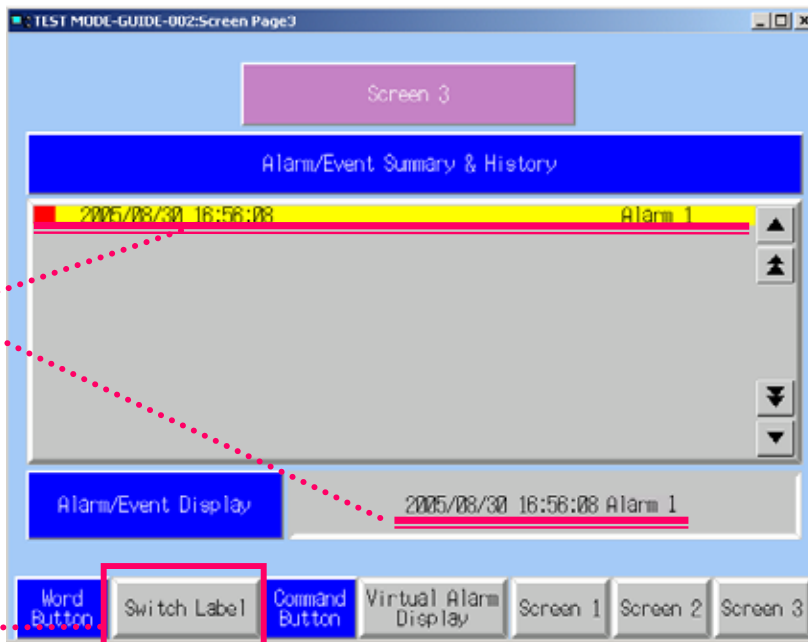 : TEST MODE-GUIDE-002:Screen Page3
Screen 3
Alarm/Event Summary & History
2005/08/30 16:56:08 Alarm 1
Alarm/Event Display
2005/08/30 16:56:08 Alarm 1
Word
Button
Switch Label
Command
Button
Virtual Alarm
Display
Screen 1
Screen 2
Screen 3